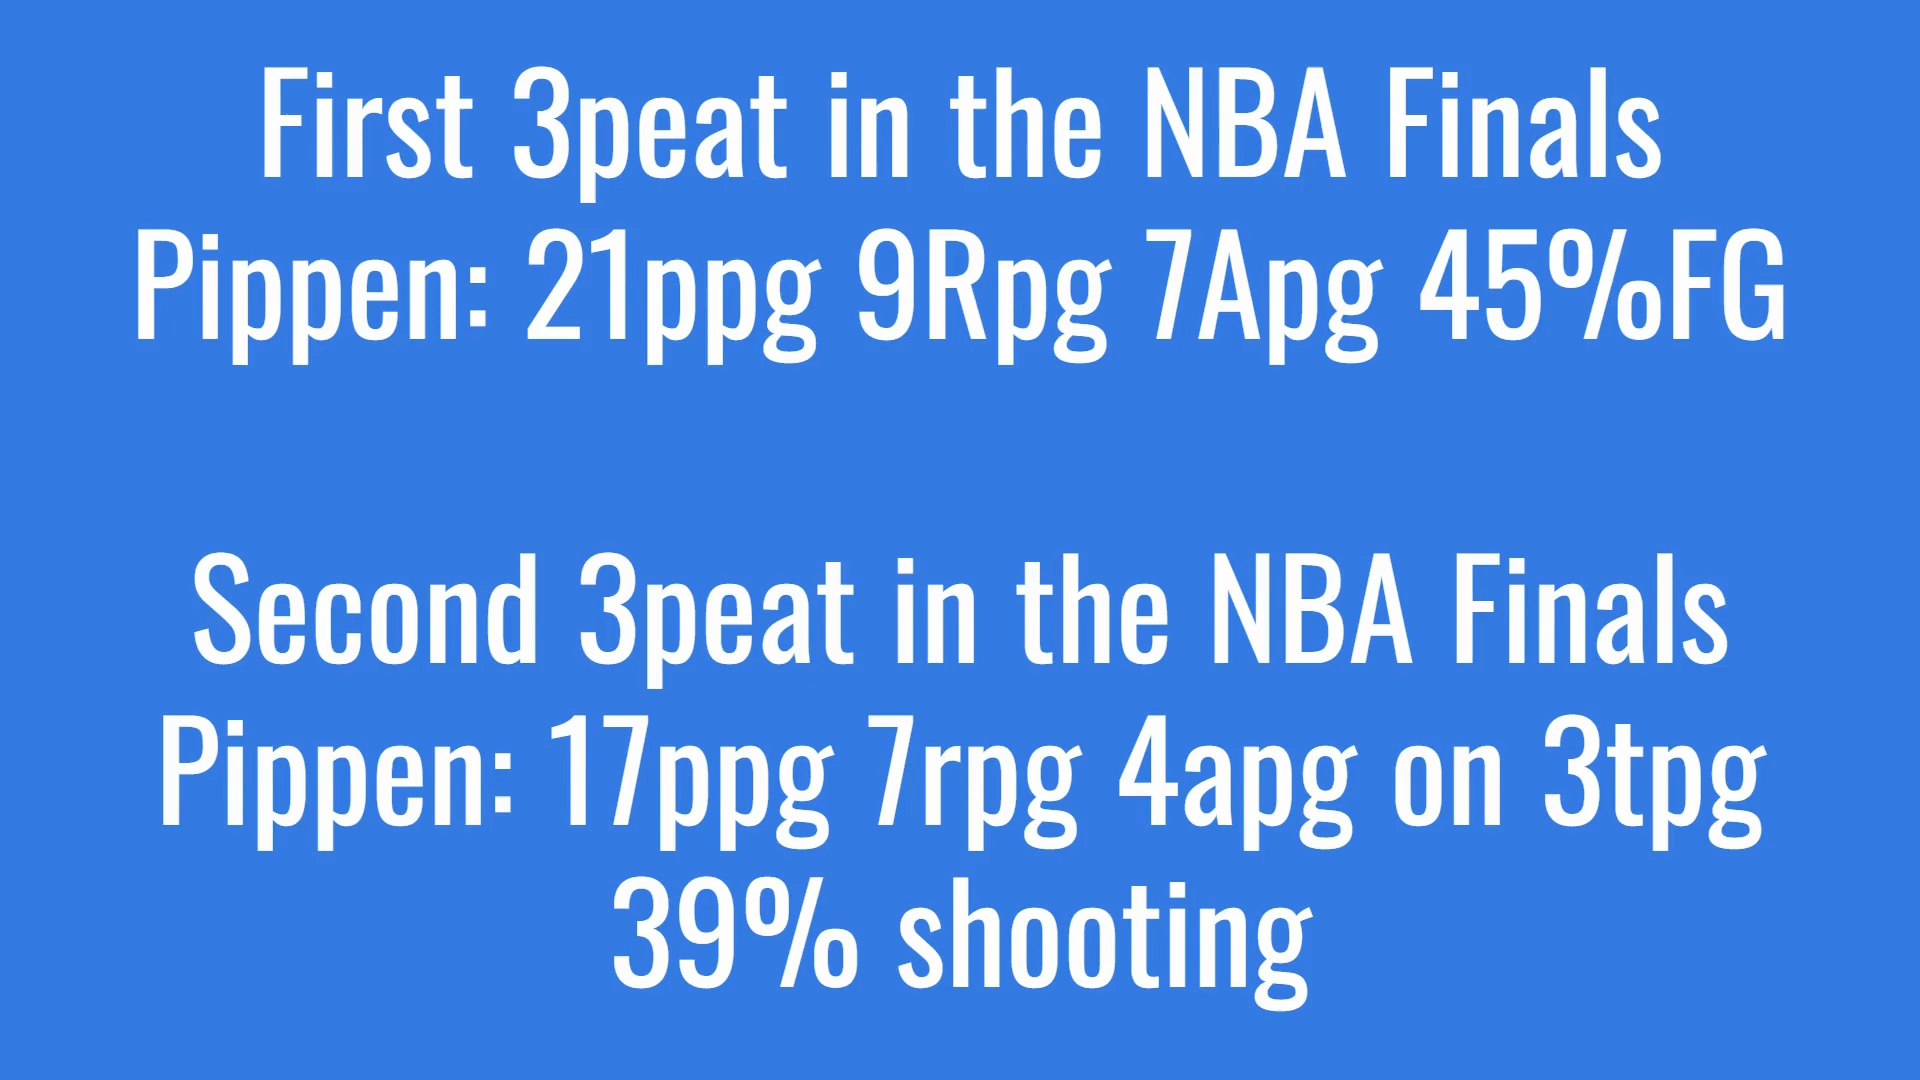 First 3peat in the NBA Finals
Pippen: 21ppg 9Rpg 7Apg 45%FG
Second 3peat in the NBA Finals
Pippen: 17ppg 7rpg 4apg on 3tpg
39% shooting